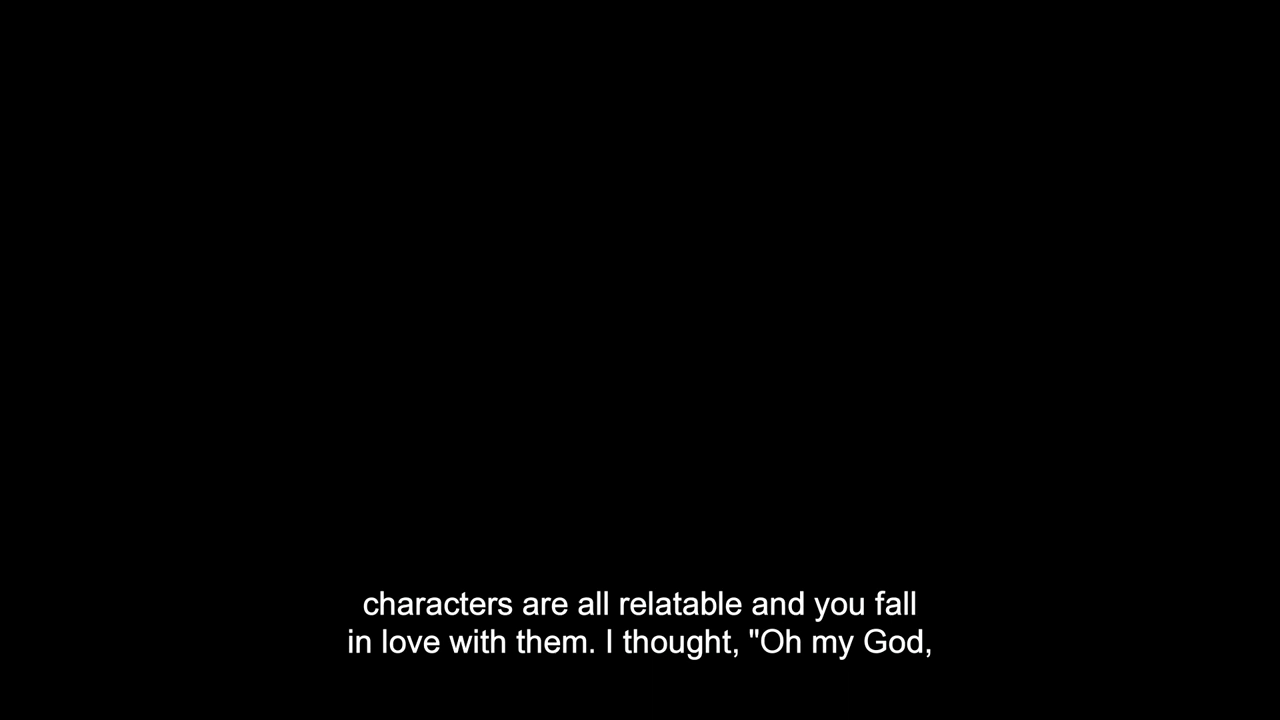 characters are all relatable and you fall
in love with them. I thought, "Oh my God,